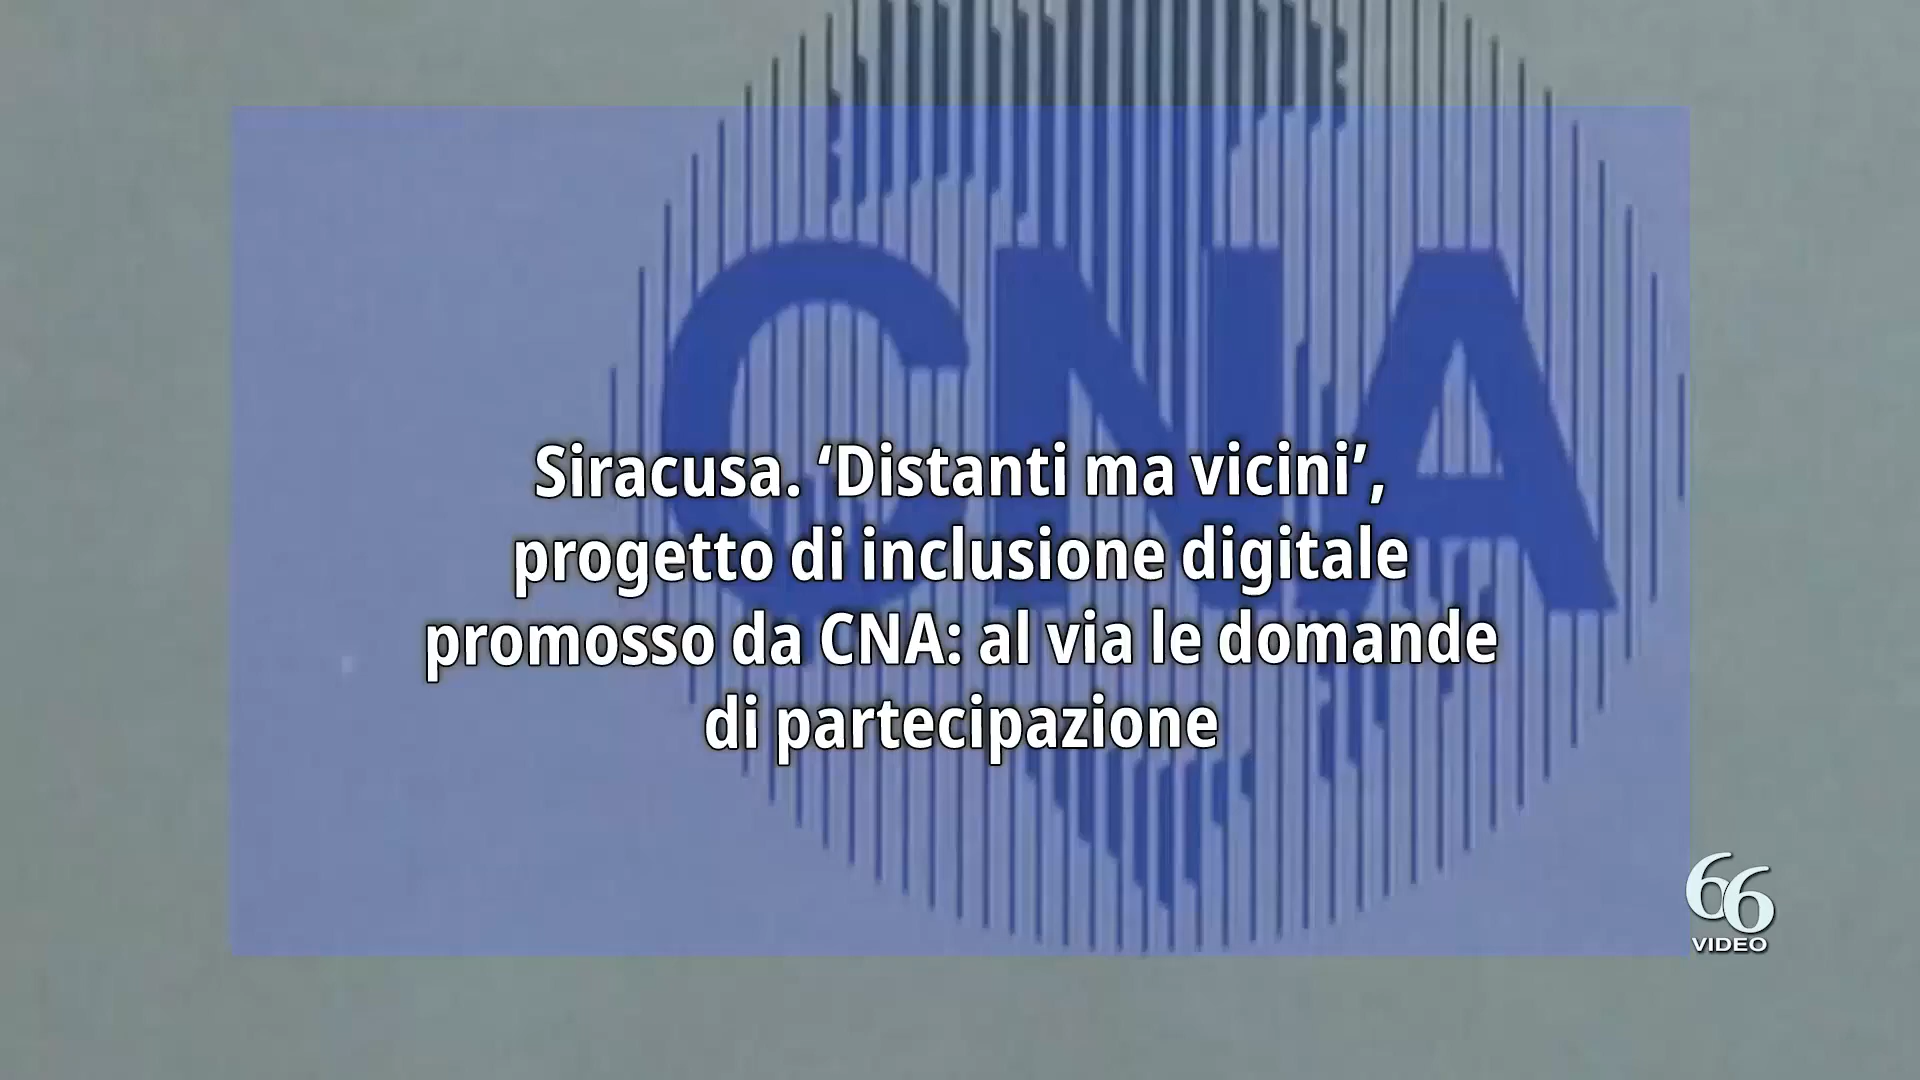 CNA
Siracusa. ‘Distanti ma vicini’,
progetto di inclusione digitale
promosso da CNA: al via le domande
di partecipazione
66
VIDEO